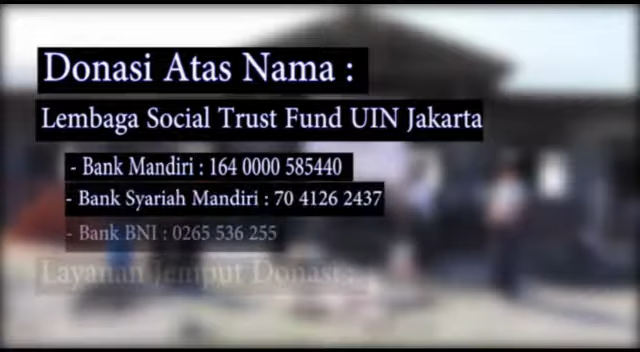 Donasi Atas Nama :
Lembaga Social Trust Fund UIN Jakarta
- Bank Mandiri : 164 0000 585440
- Bank Syariah Mandiri : 70 4126 2437
- Bank BNI : 0265 536 255
Layanan Jemput Donasi :